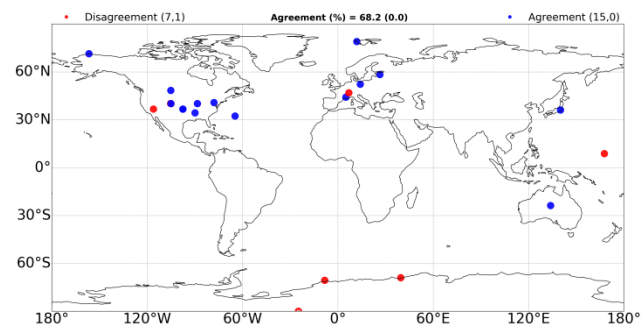 Disagreement (7,1) Agreement (%) = 68.2 (0.0) Agreement (15,0)
60°N
30°N
0°
30°S
60°S
180° 120°W 60°W 0° 60°E 120°E 180°